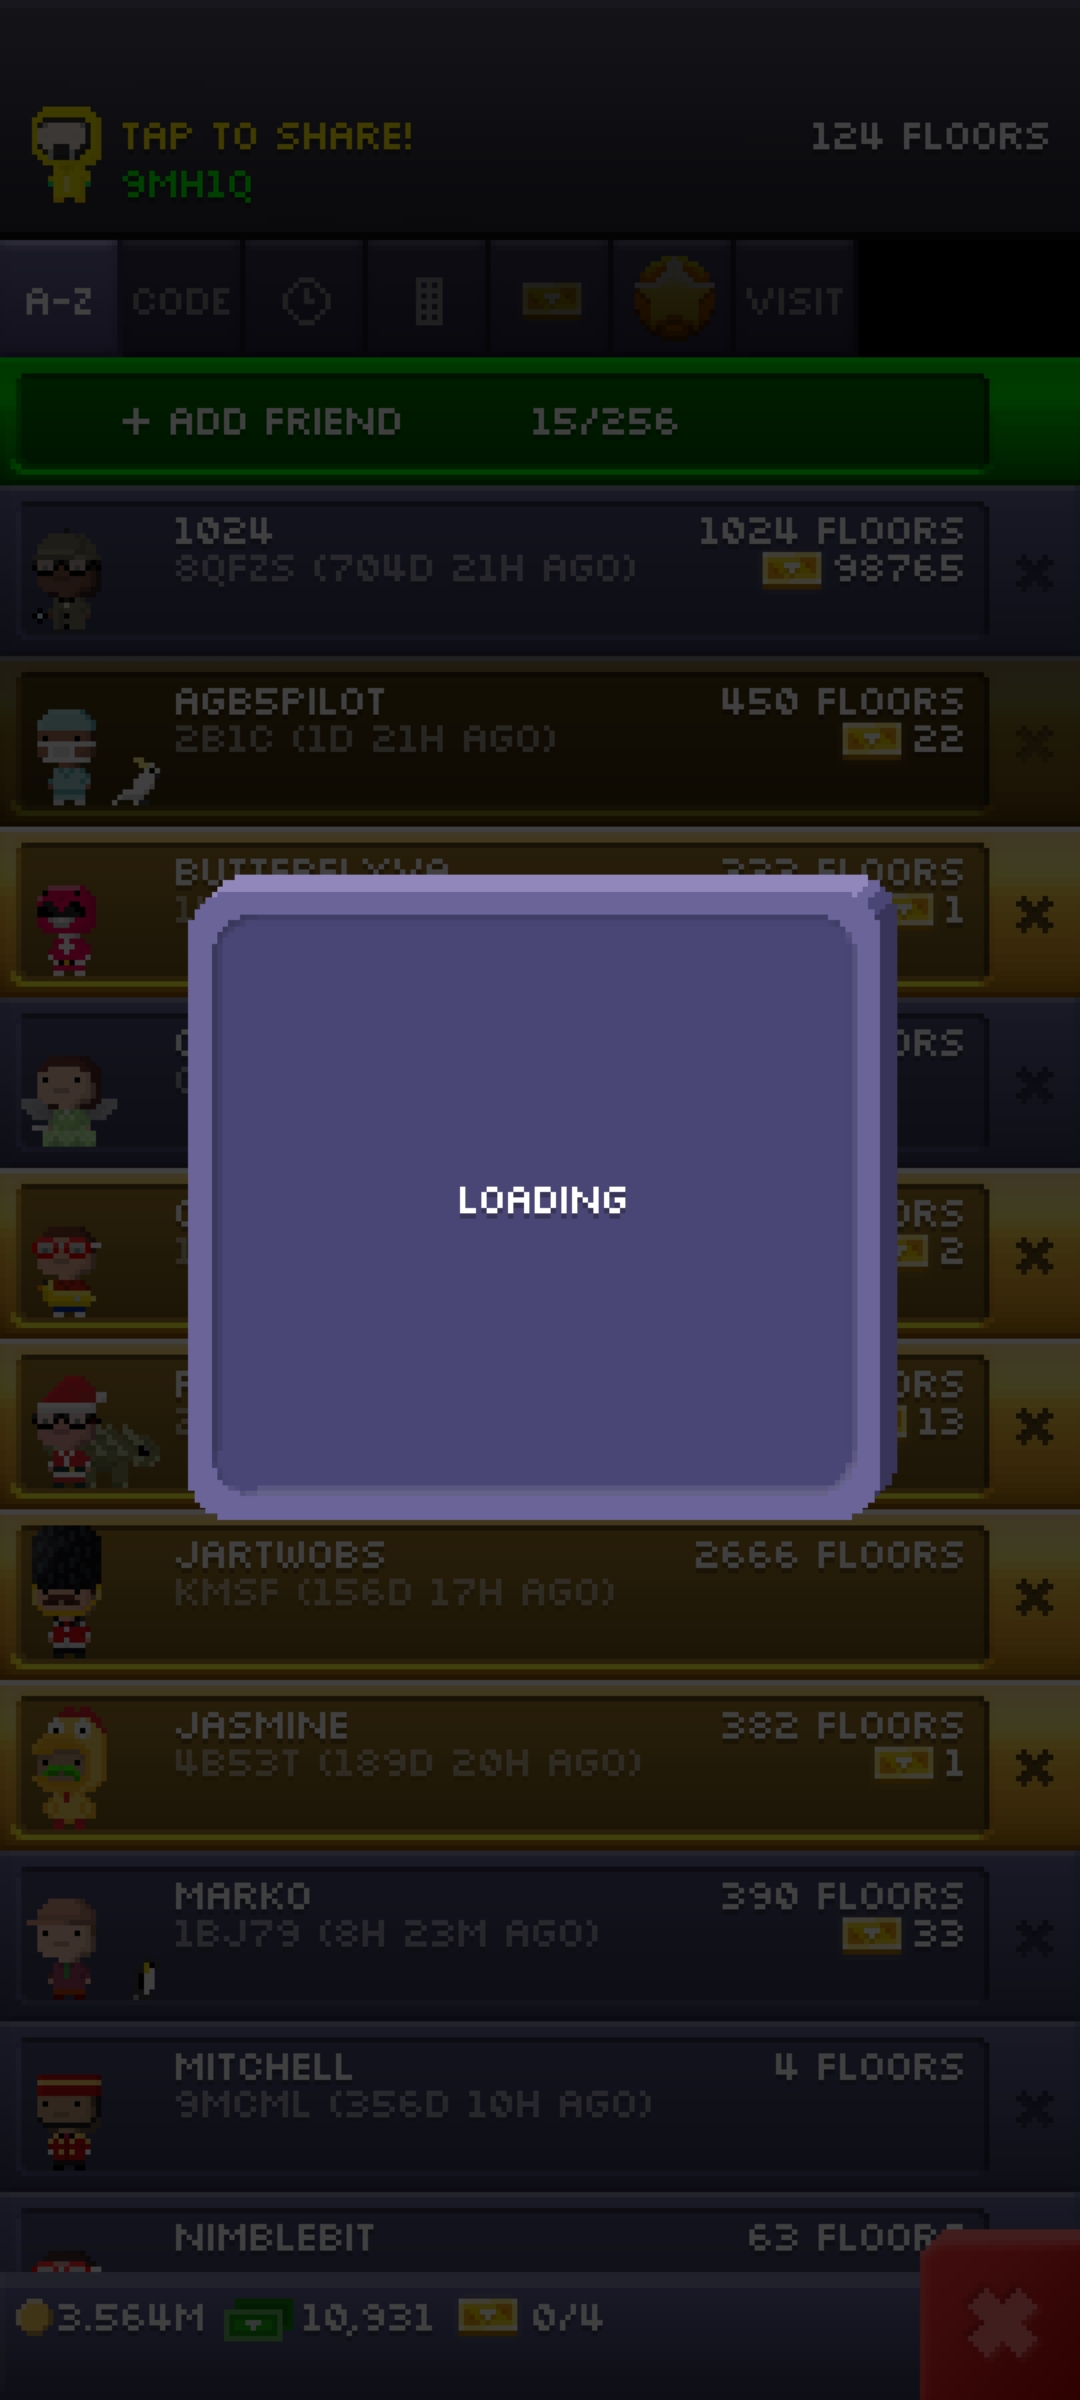 TAP TO SHARE!
124 FLOORS
9MH1Q
A-Z
CODE
VISIT
+ ADD FRIEND 15/256
1024
1024 FLOORS
8QFZS (704D 21H AGO)
98765
AGB5PILOT
450 FLOORS
2B1C (1D 21H AGO)
22
1
2
13
LOADING
JARTWOBS
2666 FLOORS
KMSF (156D 17H AGO)
JASMINE
382 FLOORS
4B53T (189D 20H AGO)
1
MARKO
390 FLOORS
1BJ79 (8H 23M AGO)
33
MITCHELL
4 FLOORS
9MCML (356D 10H AGO)
NIMBLEBIT
63 FLOORS
3.564M
10,931
0/4